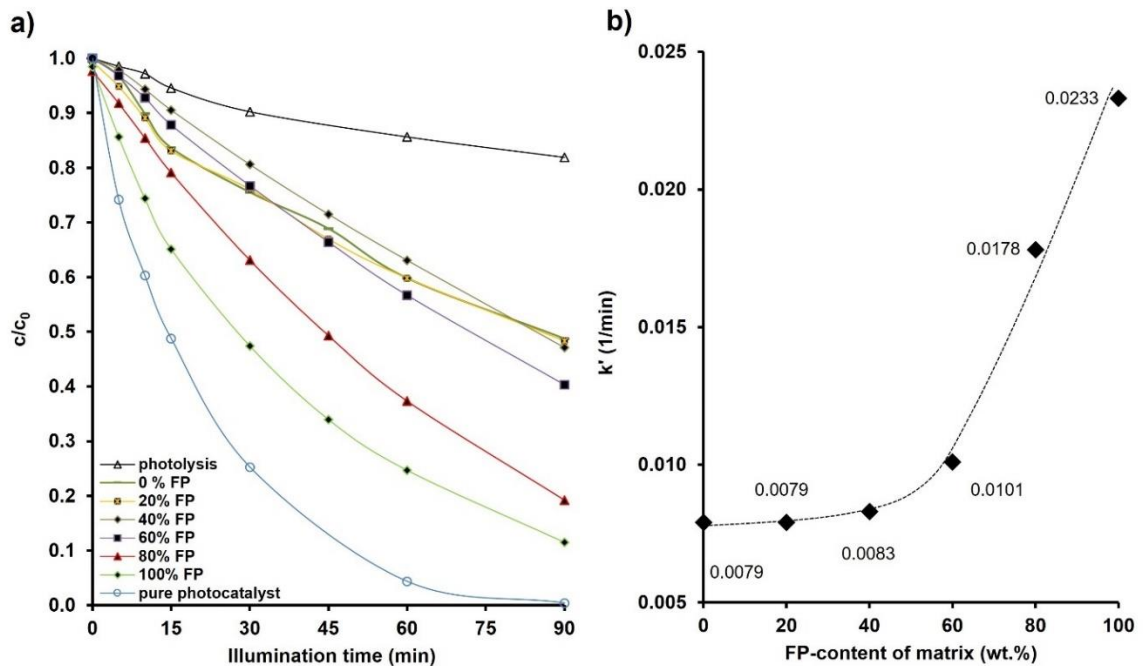 a)
1.0
0.9
0.8
0.7
0.6
0.5
0.4
0.3
0.2
0.1
0.0
c/c0
photolysis
0 % FP
20% FP
40% FP
60% FP
80% FP
100% FP
pure photocatalyst
0 15 30 45 60 75 90
Illumination time (min)
b)
0.025
0.020
0.015
0.010
0.005
k' (1/min)
0.0233
0.0178
0.0101
0.0079
0.0083
0.0079
0 20 40 60 80 100
FP-content of matrix (wt.%)